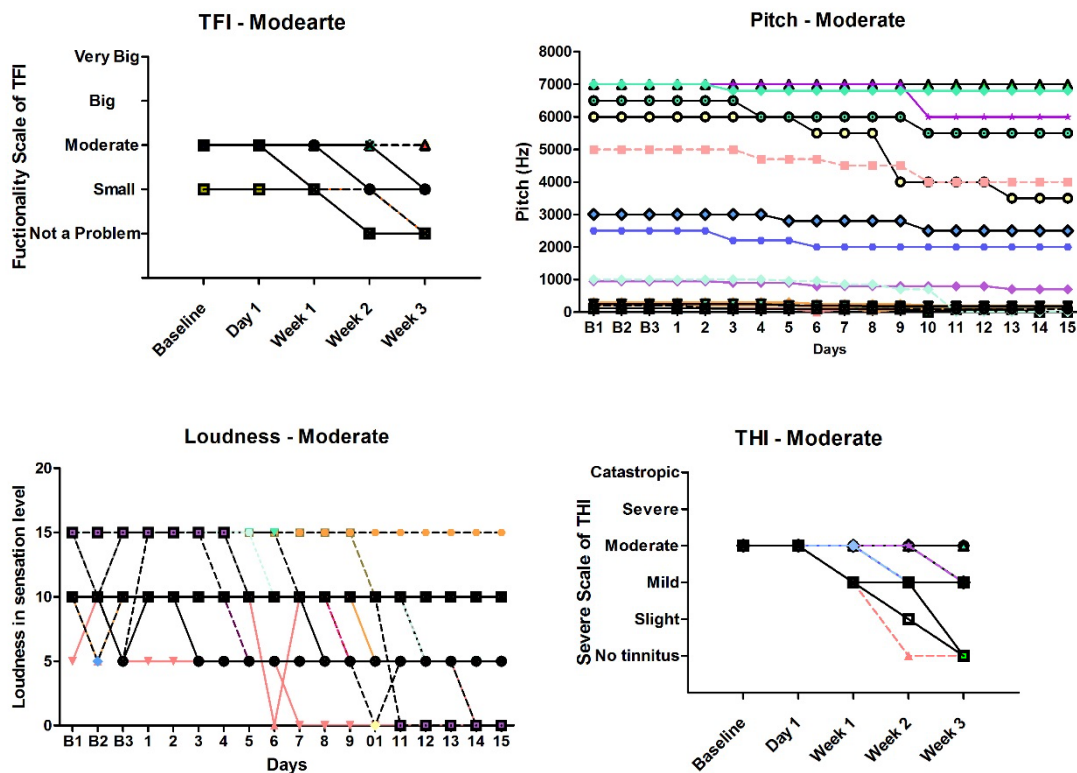 TFI - Modearte
Fuctionality Scale of TFI
Very Big
Big
Moderate
Small
Not a Problem
Baseline
Day 1
Week 1
Week 2
Week 3
Pitch - Moderate
Pitch (Hz)
8000
7000
6000
5000
4000
3000
2000
1000
0
B1 B2 B3 1 2 3 4 5 6 7 8 9 10 11 12 13 14 15
Days
Loudness - Moderate
Loudness in sensation level
20
15
10
5
0
B1 B2 B3 1 2 3 4 5 6 7 8 9 01 11 12 13 14 15
Days
THI - Moderate
Severe Scale of THI
Catastropic
Severe
Moderate
Mild
Slight
No tinnitus
Baseline
Day 1
Week 1
Week 2
Week 3